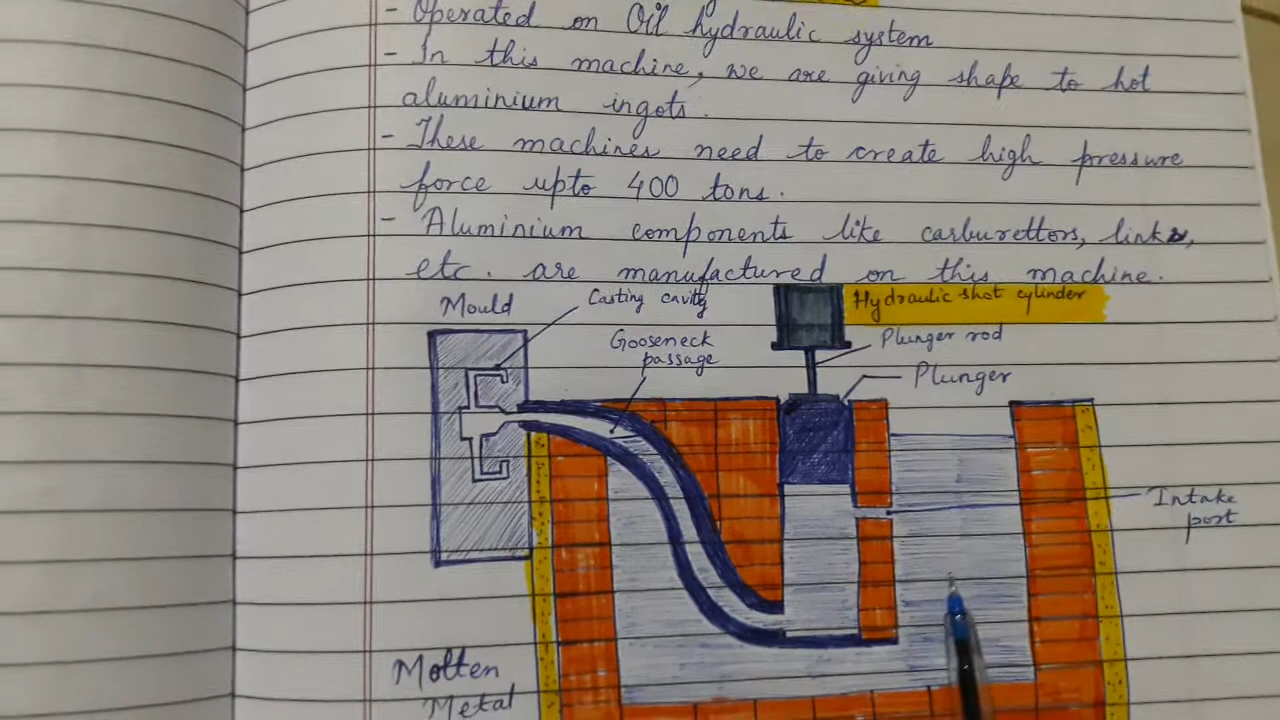 - Operated on Oil hydraulic system
- In this machine, we are giving shape to hot
aluminium ingots.
- These machines need to create high pressure
force upto 400 tons.
- Aluminium components like carburettors, links,
etc. are manufactured on this machine.
Mould
Casting cavity
Hydraulic shot cylinder
Gooseneck
passage
Plunger rod
Plunger
Intake
port
Molten
Metal